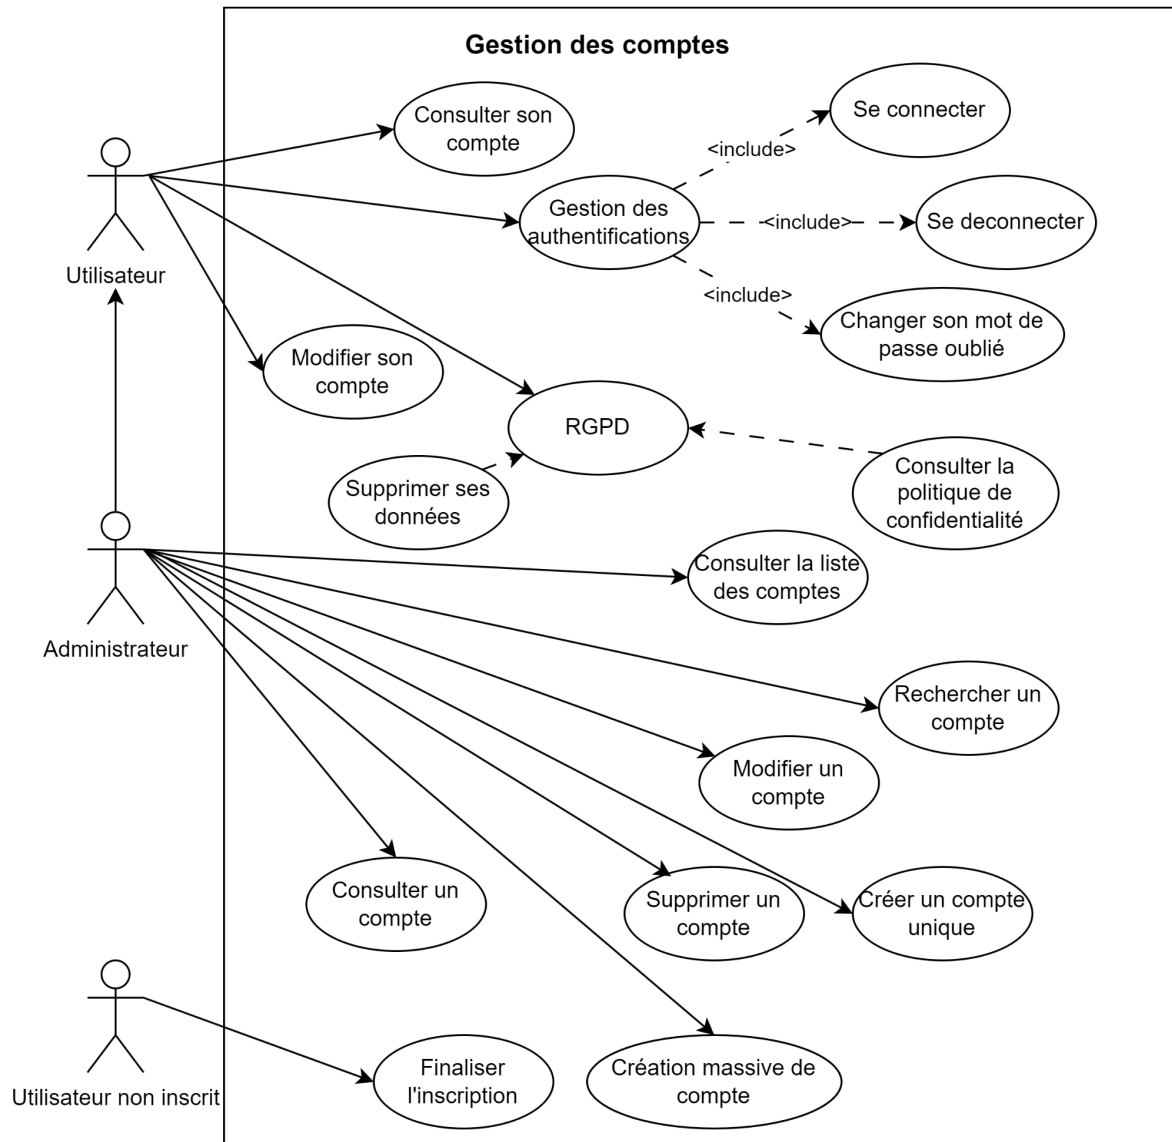 Gestion des comptes
Consulter son
compte
Se connecter
<include>
Gestion des
authentifications
<include>
Se deconnecter
Utilisateur
<include>
Changer son mot de
passe oublié
Modifier son
compte
RGPD
Supprimer ses
données
Consulter la
politique de
confidentialité
Administrateur
Consulter la liste
des comptes
Rechercher un
compte
Modifier un
compte
Consulter un
compte
Supprimer un
compte
Créer un compte
unique
Utilisateur non inscrit
Finaliser
l'inscription
Création massive de
compte